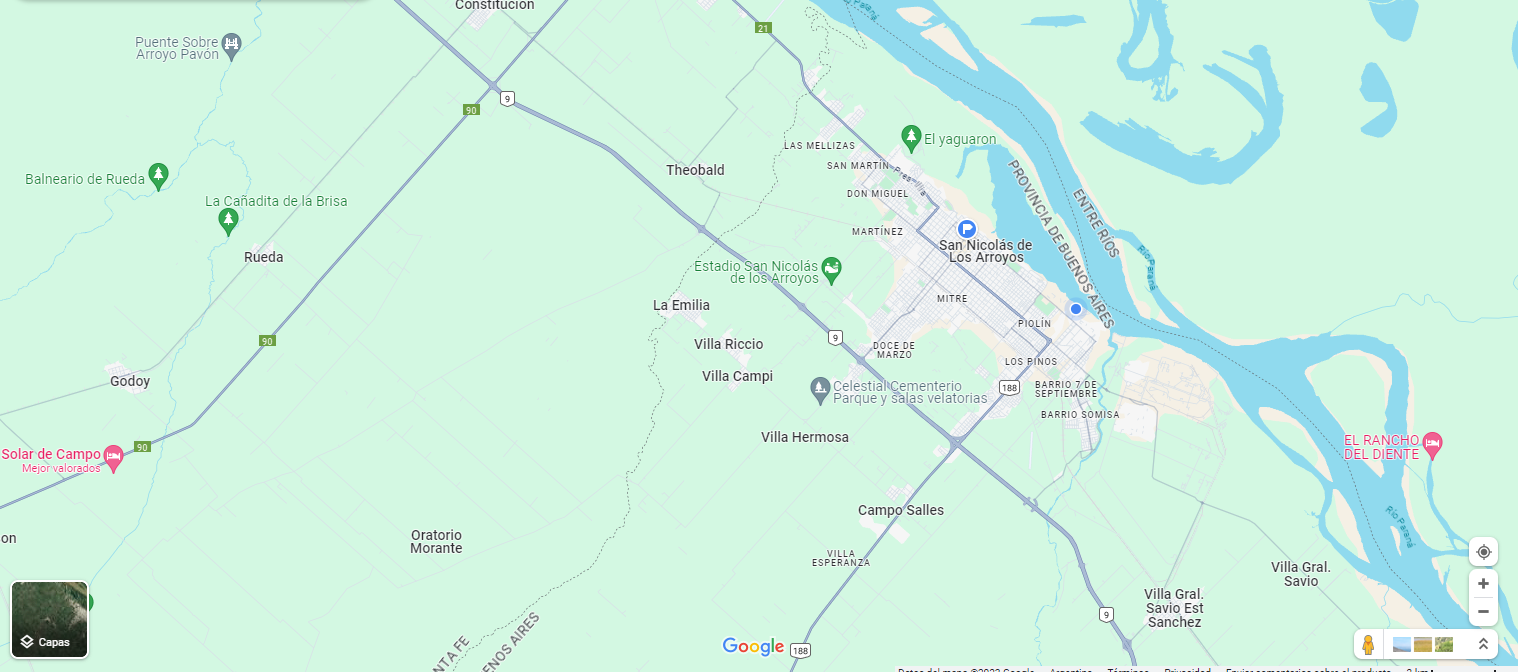 Constitución
21
Puente Sobre
Arroyo Pavón
9
90
LAS MELLIZAS
El yaguaron
SAN MARTÍN
Theobald
Balneario de Rueda
DON MIGUEL
La Cañadita de la Brisa
PROVINCIA DE BUENOS AIRES
ENTRE RÍOS
MARTÍNEZ
San Nicolás de
Los Arroyos
Río Paraná
Rueda
Estadio San Nicolás
de los Arroyos
MITRE
La Emilia
PIOLÍN
9
90
Villa Riccio
DOCE DE
MARZO
LOS PINOS
Villa Campi
Godoy
Celestial Cementerio
Parque y salas velatorias
188
BARRIO 7 DE
SEPTIEMBRE
BARRIO SOMISA
Villa Hermosa
90
EL RANCHO
DEL DIENTE
Solar de Campo
Mejor valorados
Campo Salles
Río Paraná
Oratorio
Morante
son
VILLA
ESPERANZA
Villa Gral.
Savio
Villa Gral.
Savio Est
Sanchez
9
Capas
NTA FE
ENOS AIRES
Google
188